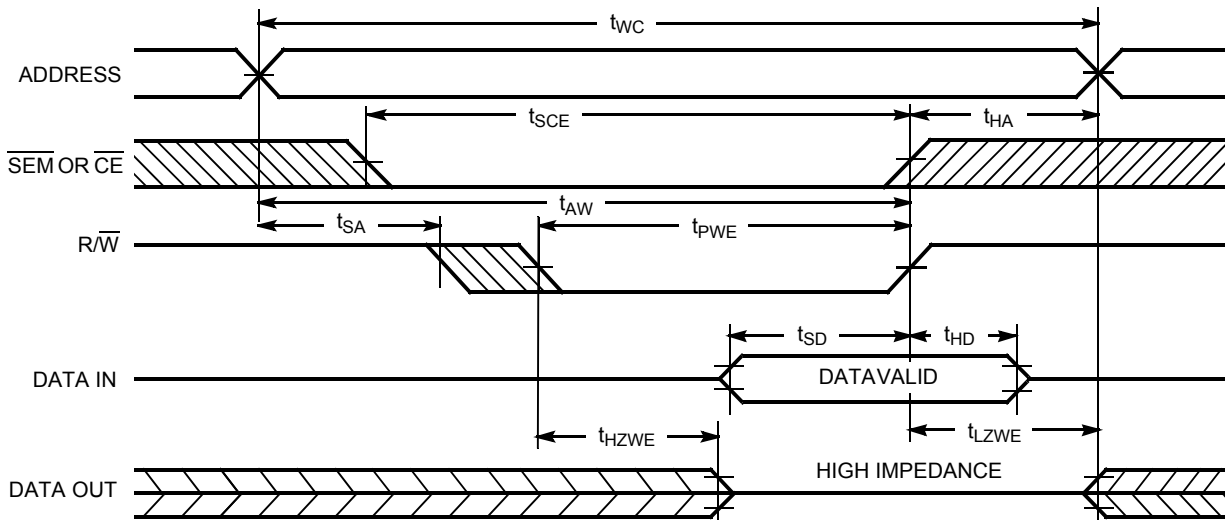 tWC
ADDRESS
tSCE
tHA
SEM OR CE
tAW
tSA
tPWE
R/W
tSD
tHD
DATA IN
DATAVALID
tHZWE
tLZWE
HIGH IMPEDANCE
DATA OUT